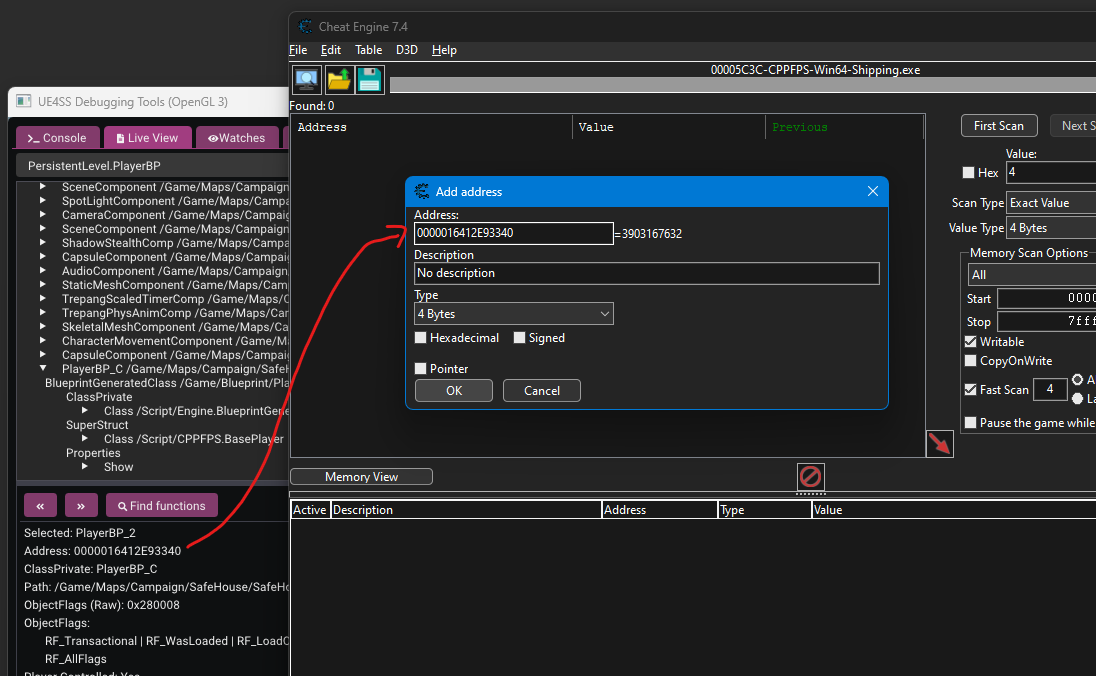 Cheat Engine 7.4
File Edit Table D3D Help
00005C3C-CPPFPS-Win64-Shipping.exe
Found: 0
Address Value Previous
First Scan Next S
Value:
Hex 4
Scan Type Exact Value
Value Type 4 Bytes
Memory Scan Options
All
Start 0000
Stop 7fff
Writable
CopyOnWrite
Fast Scan 4 A
La
Pause the game while
Add address
Address:
0000016412E93340 =3903167632
Description
No description
Type
4 Bytes
Hexadecimal Signed
Pointer
OK Cancel
Memory View
Active Description Address Type Value
UE4SS Debugging Tools (OpenGL 3)
>_ Console Live View Watches
PersistentLevel.PlayerBP
SceneComponent /Game/Maps/Campaign
SpotLightComponent /Game/Maps/Campa
CameraComponent /Game/Maps/Campaig
SceneComponent /Game/Maps/Campaign
ShadowStealthComp /Game/Maps/Campai
CapsuleComponent /Game/Maps/Campaig
AudioComponent /Game/Maps/Campaign
StaticMeshComponent /Game/Maps/Camp
TrepangScaledTimerComp /Game/Maps/C
TrepangPhysAnimComp /Game/Maps/Cam
SkeletalMeshComponent /Game/Maps/Ca
CharacterMovementComponent /Game/Ma
CapsuleComponent /Game/Maps/Campaig
PlayerBP_C /Game/Maps/Campaign/SafeH
BlueprintGeneratedClass /Game/Blueprint/Pla
ClassPrivate
Class /Script/Engine.BlueprintGene
SuperStruct
Class /Script/CPPFPS.BasePlayer
Properties
Show
« » Find functions
Selected: PlayerBP_2
Address: 0000016412E93340
ClassPrivate: PlayerBP_C
Path: /Game/Maps/Campaign/SafeHouse/SafeHo
ObjectFlags (Raw): 0x280008
ObjectFlags:
RF_Transactional | RF_WasLoaded | RF_LoadC
RF_AllFlags
Player Controlled: Yes